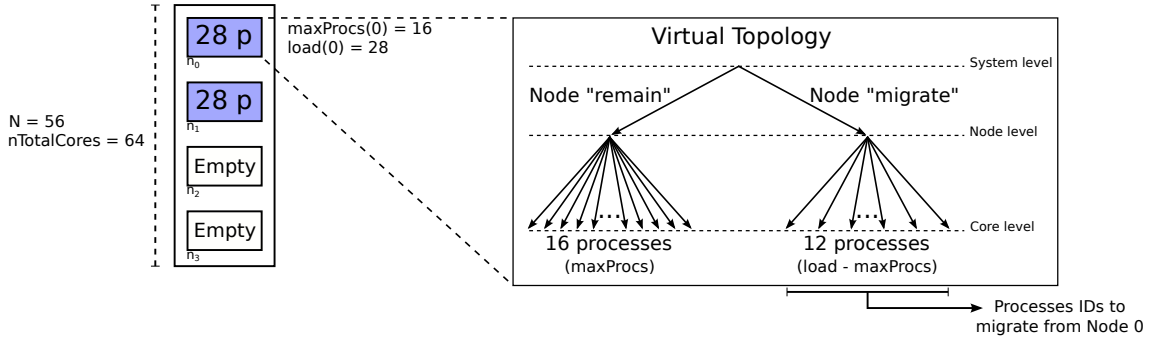 N = 56
nTotalCores = 64
28 p
n0
28 p
n1
Empty
n2
Empty
n3
maxProcs(0) = 16
load(0) = 28
Virtual Topology
System level
Node "remain"
Node "migrate"
Node level
...
...
Core level
16 processes
(maxProcs)
12 processes
(load - maxProcs)
Processes IDs to
migrate from Node 0